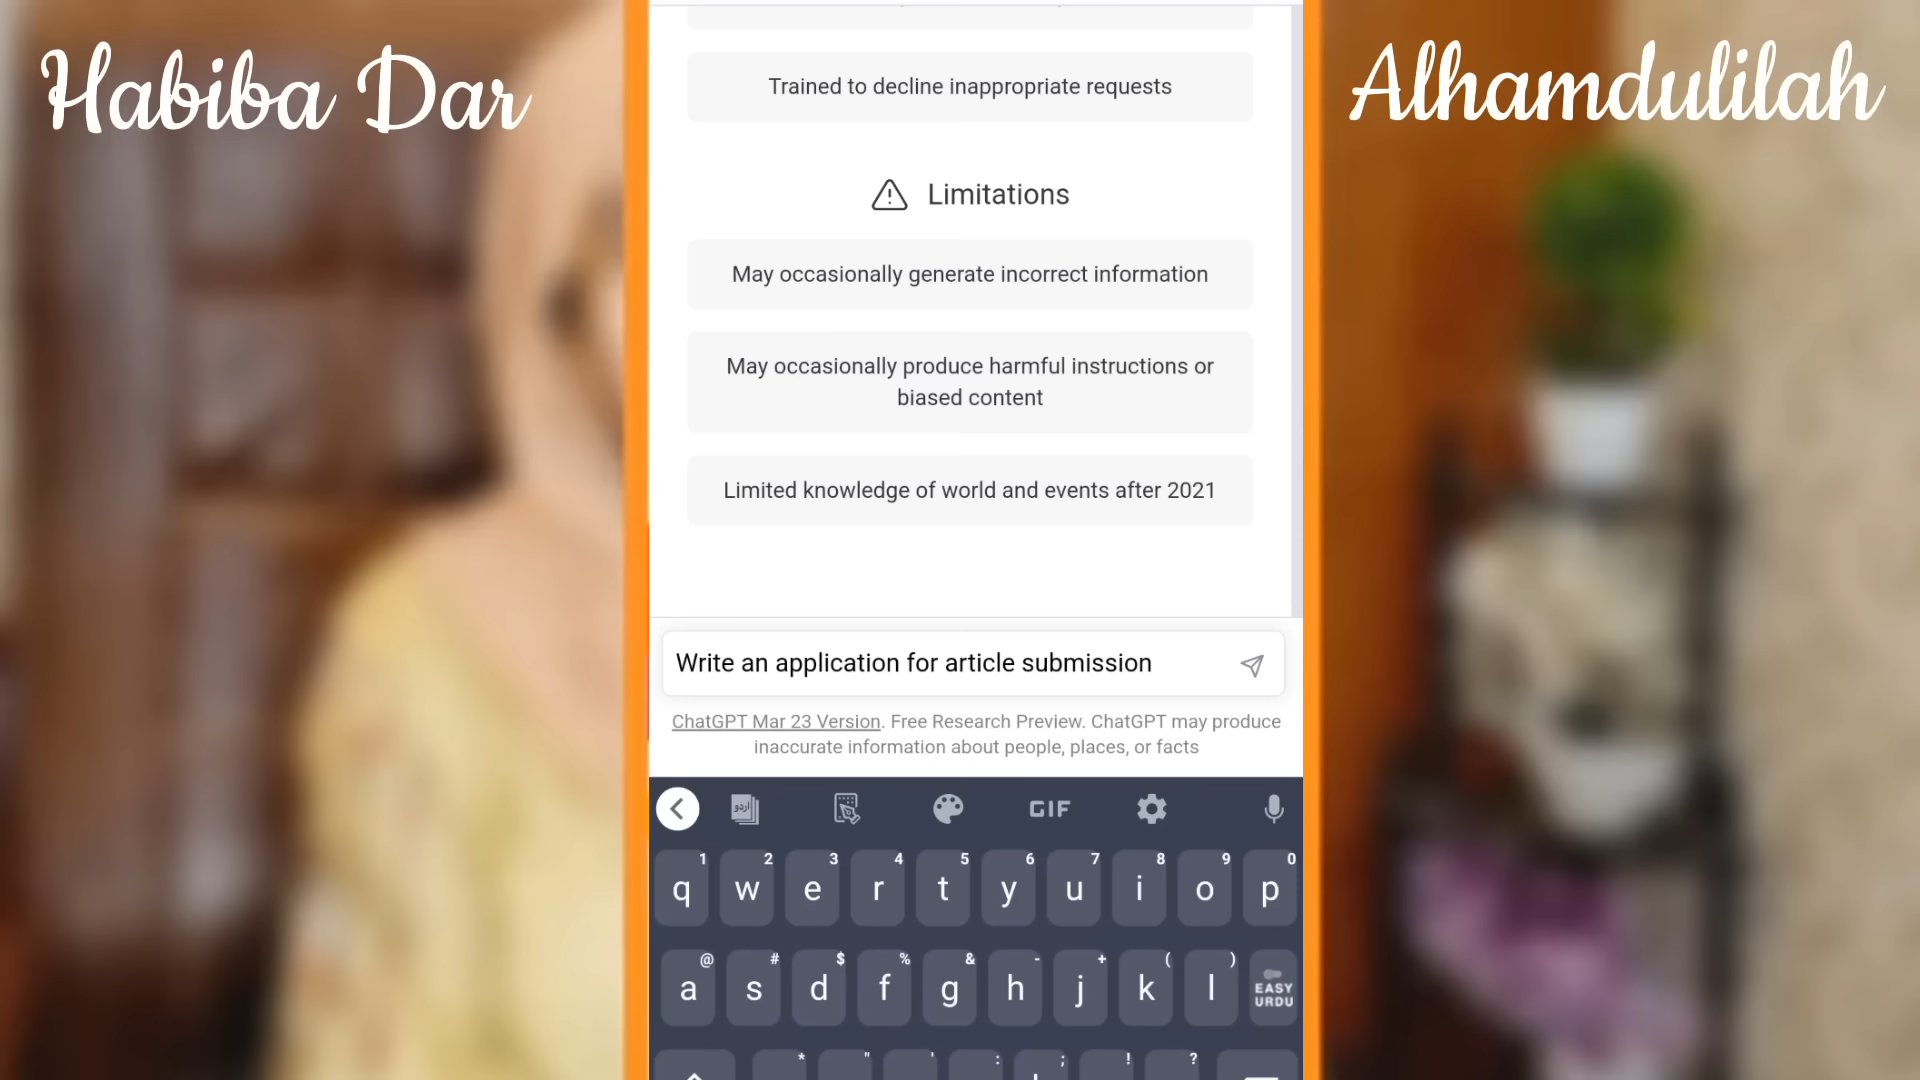 Habiba Dar
Alhamdulilah
Trained to decline inappropriate requests
Limitations
May occasionally generate incorrect information
May occasionally produce harmful instructions or
biased content
Limited knowledge of world and events after 2021
Write an application for article submission
ChatGPT Mar 23 Version. Free Research Preview. ChatGPT may produce
inaccurate information about people, places, or facts
اردو GIF
1 2 3 4 5 6 7 8 9 0
q w e r t y u i o p
@ # $ % & - + ( )
a s d f g h j k l EASY
URDU
* " ' : ; ! ?